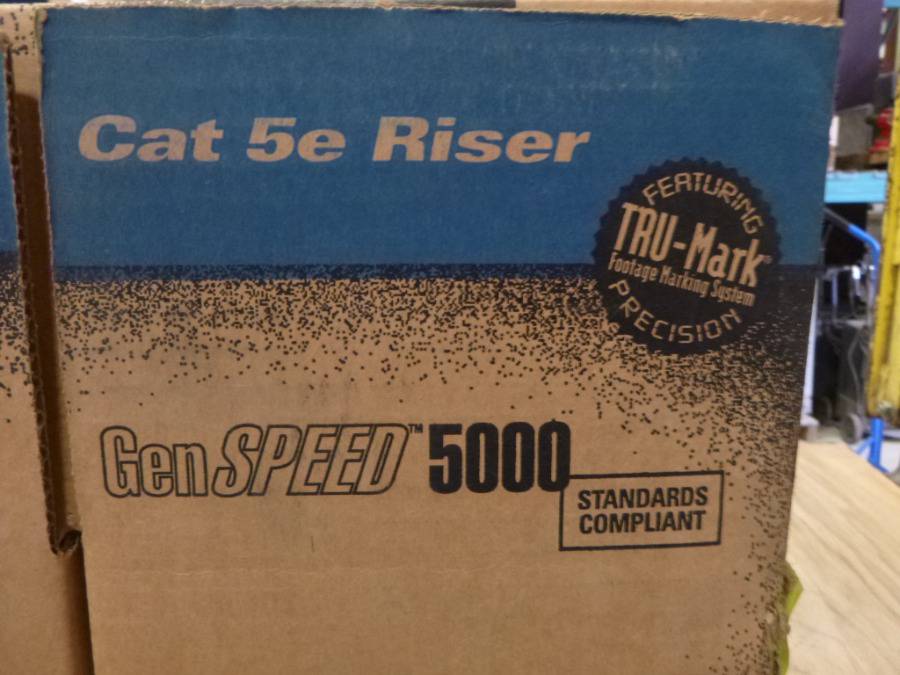 Cat 5e Riser
FEATURING
TRU-Mark®
Footage Marking System
PRECISION
GenSPEED™ 5000
STANDARDS
COMPLIANT